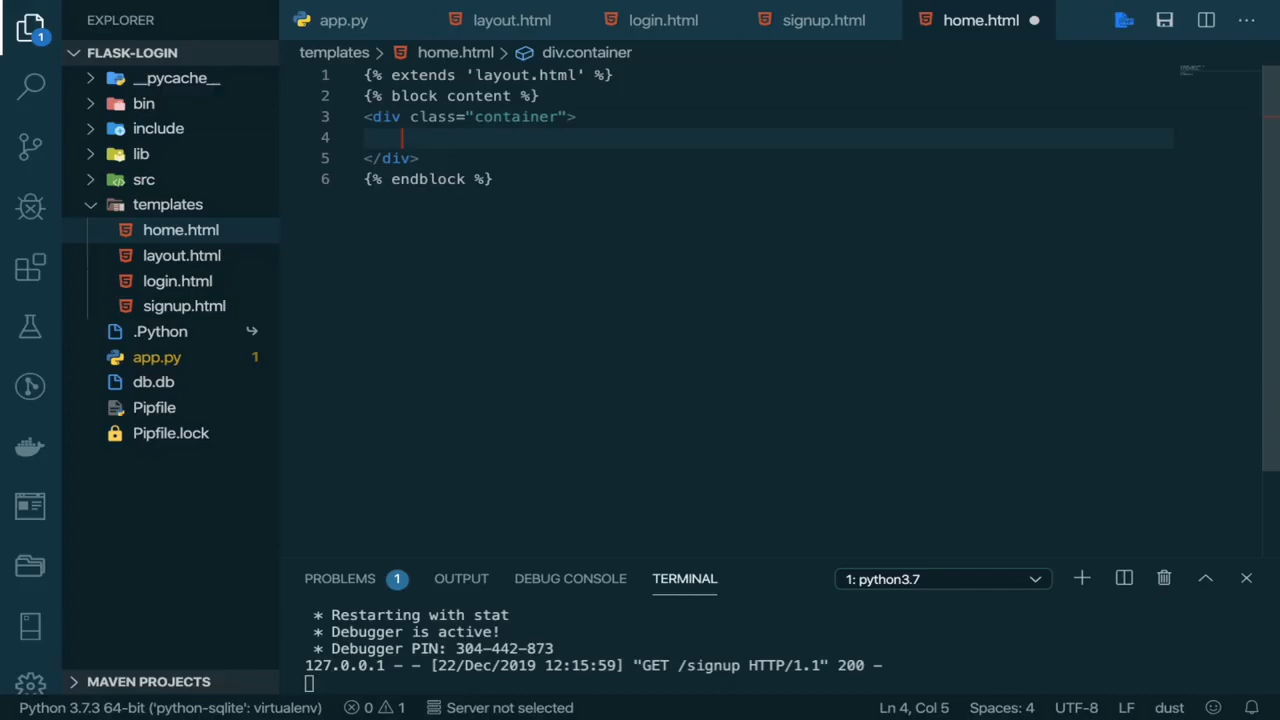 EXPLORER
app.py
layout.html
login.html
signup.html
home.html
1
FLASK-LOGIN
templates > home.html > div.container
__pycache__
bin
include
lib
src
templates
home.html
layout.html
login.html
signup.html
.Python
app.py 1
db.db
Pipfile
Pipfile.lock
MAVEN PROJECTS
1 {% extends 'layout.html' %}
2 {% block content %}
3 <div class="container">
4
5 </div>
6 {% endblock %}
PROBLEMS 1 OUTPUT DEBUG CONSOLE TERMINAL 1: python3.7
* Restarting with stat
* Debugger is active!
* Debugger PIN: 304-442-873
127.0.0.1 - - [22/Dec/2019 12:15:59] "GET /signup HTTP/1.1" 200 -
Python 3.7.3 64-bit ('python-sqlite': virtualenv) 0 1 Server not selected Ln 4, Col 5 Spaces: 4 UTF-8 LF dust